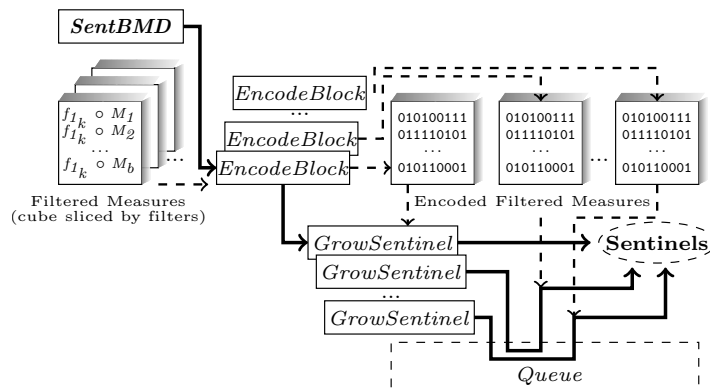 SentBMD
f1k ∘ M1
f1k ∘ M2
...
f1k ∘ Mb
...
Filtered Measures
(cube sliced by filters)
EncodeBlock
...
EncodeBlock
EncodeBlock
010100111
011110101
...
010110001
010100111
011110101
...
010110001
...
010100111
011110101
...
010110001
Encoded Filtered Measures
GrowSentinel
GrowSentinel
...
GrowSentinel
Sentinels
Queue